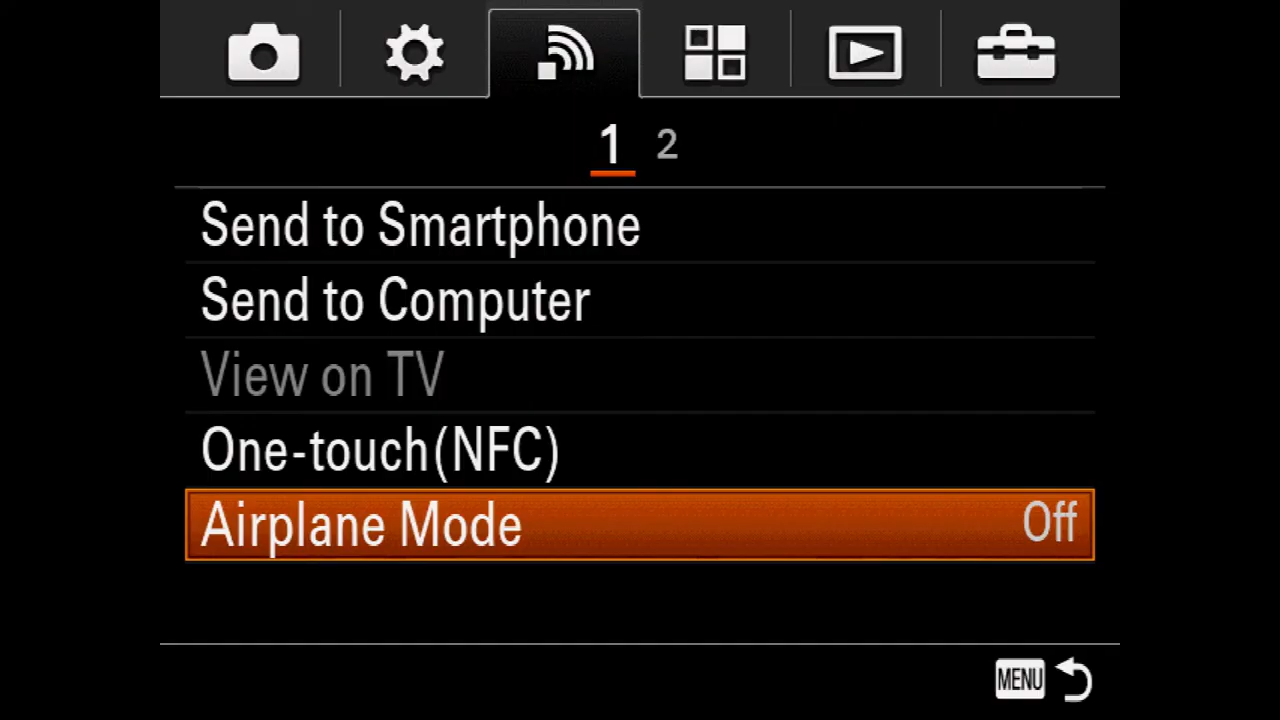 1 2
Send to Smartphone
Send to Computer
View on TV
One-touch(NFC)
Airplane Mode Off
MENU